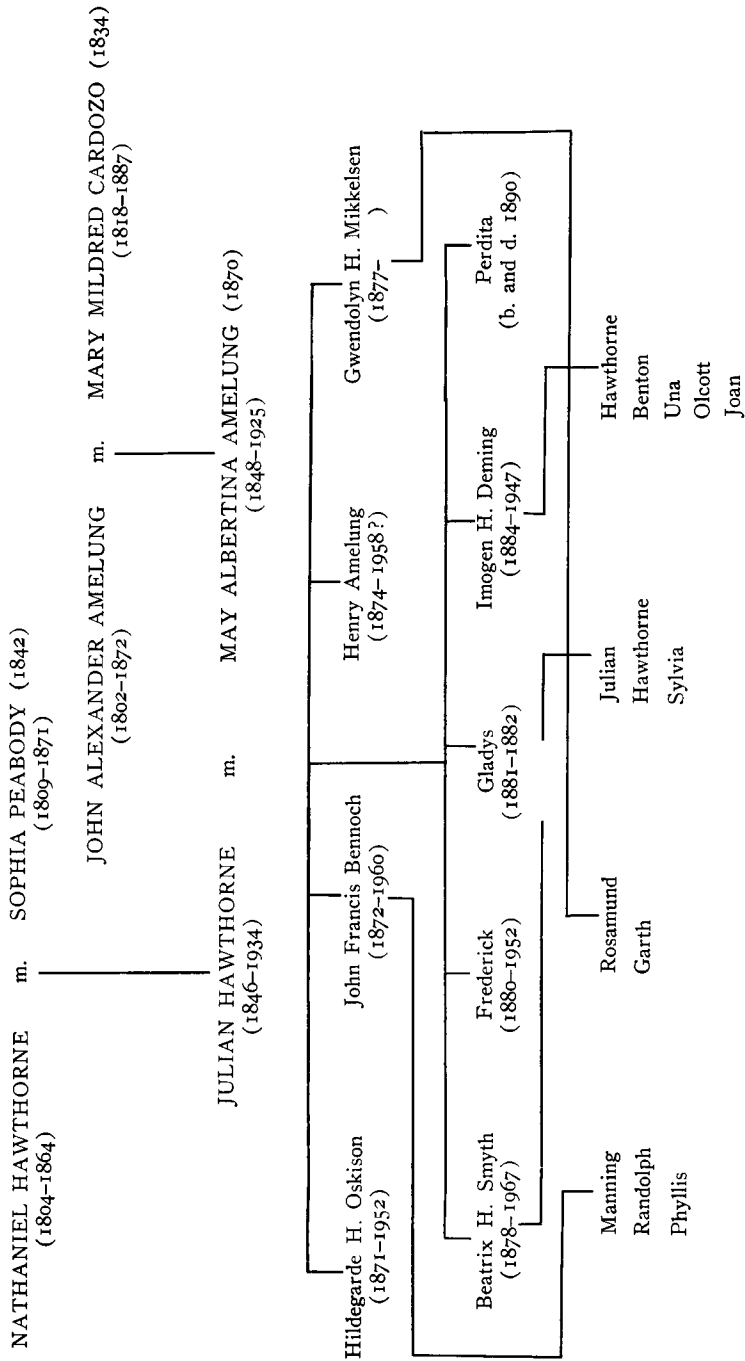 NATHANIEL HAWTHORNE m. SOPHIA PEABODY (1842)
(1804–1864) (1809–1871)
JOHN ALEXANDER AMELUNG m. MARY MILDRED CARDOZO (1834)
(1802–1872) (1818–1887)
JULIAN HAWTHORNE m. MAY ALBERTINA AMELUNG (1870)
(1846–1934) (1848–1925)
Hildegarde H. Oskison John Francis Bennoch Henry Amelung Gwendolyn H. Mikkelsen
(1871–1952) (1872–1960) (1874–1958?) (1877– )
Beatrix H. Smyth Frederick Gladys Imogen H. Deming Perdita
(1878–1967) (1880–1952) (1881–1882) (1884–1947) (b. and d. 1890)
Manning Rosamund Julian Hawthorne
Randolph Garth Hawthorne Benton
Phyllis Sylvia Una
Olcott
Joan